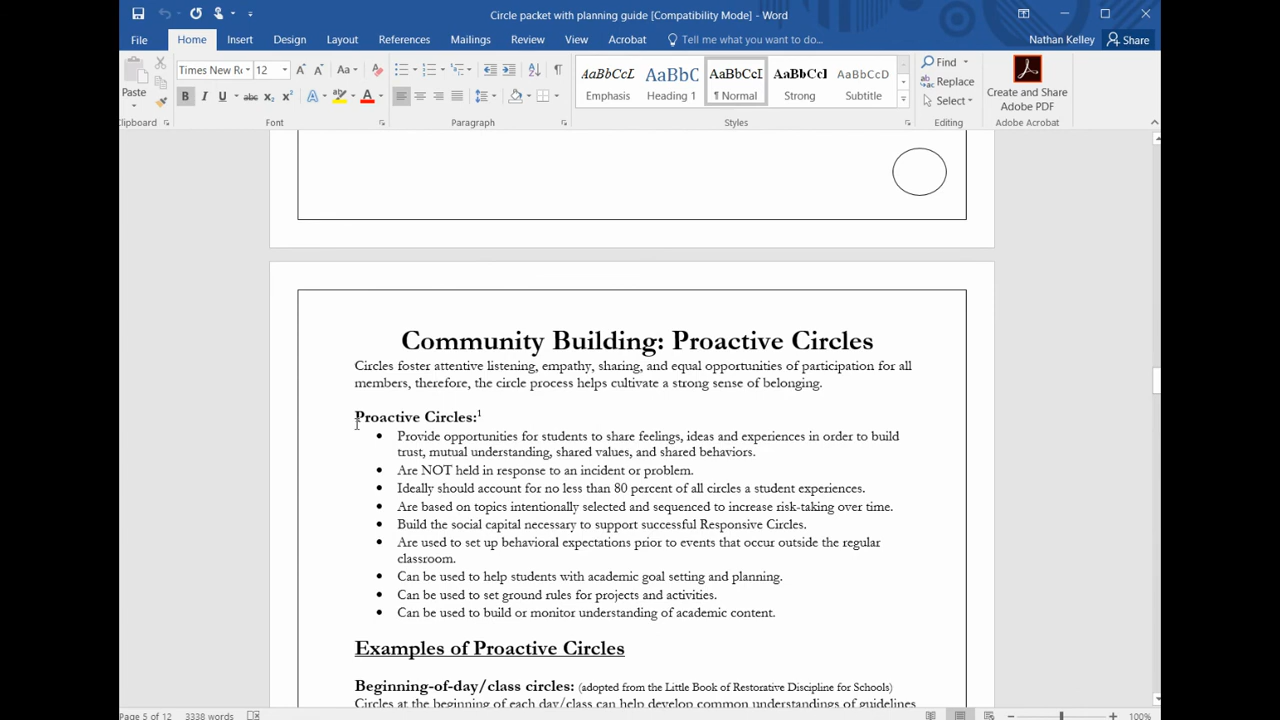 Circle packet with planning guide [Compatibility Mode] - Word
File Home Insert Design Layout References Mailings Review View Acrobat Tell me what you want to do... Nathan Kelley Share
Times New Ro 12 Aa
Paste
B I U abc x₂ x² A ab A
AaBbCcL AaBbC AaBbCcI AaBbCcI AaBbCcD
Emphasis Heading 1 ¶ Normal Strong Subtitle
Find
Replace
Select
Create and Share
Adobe PDF
Clipboard Font Paragraph Styles Editing Adobe Acrobat
Community Building: Proactive Circles
Circles foster attentive listening, empathy, sharing, and equal opportunities of participation for all
members, therefore, the circle process helps cultivate a strong sense of belonging.
Proactive Circles:¹
• Provide opportunities for students to share feelings, ideas and experiences in order to build
trust, mutual understanding, shared values, and shared behaviors.
• Are NOT held in response to an incident or problem.
• Ideally should account for no less than 80 percent of all circles a student experiences.
• Are based on topics intentionally selected and sequenced to increase risk-taking over time.
• Build the social capital necessary to support successful Responsive Circles.
• Are used to set up behavioral expectations prior to events that occur outside the regular
classroom.
• Can be used to help students with academic goal setting and planning.
• Can be used to set ground rules for projects and activities.
• Can be used to build or monitor understanding of academic content.
Examples of Proactive Circles
Beginning-of-day/class circles: (adopted from the Little Book of Restorative Discipline for Schools)
Circles at the beginning of each day/class can help develop common understandings of guidelines
Page 5 of 12 3338 words 100%